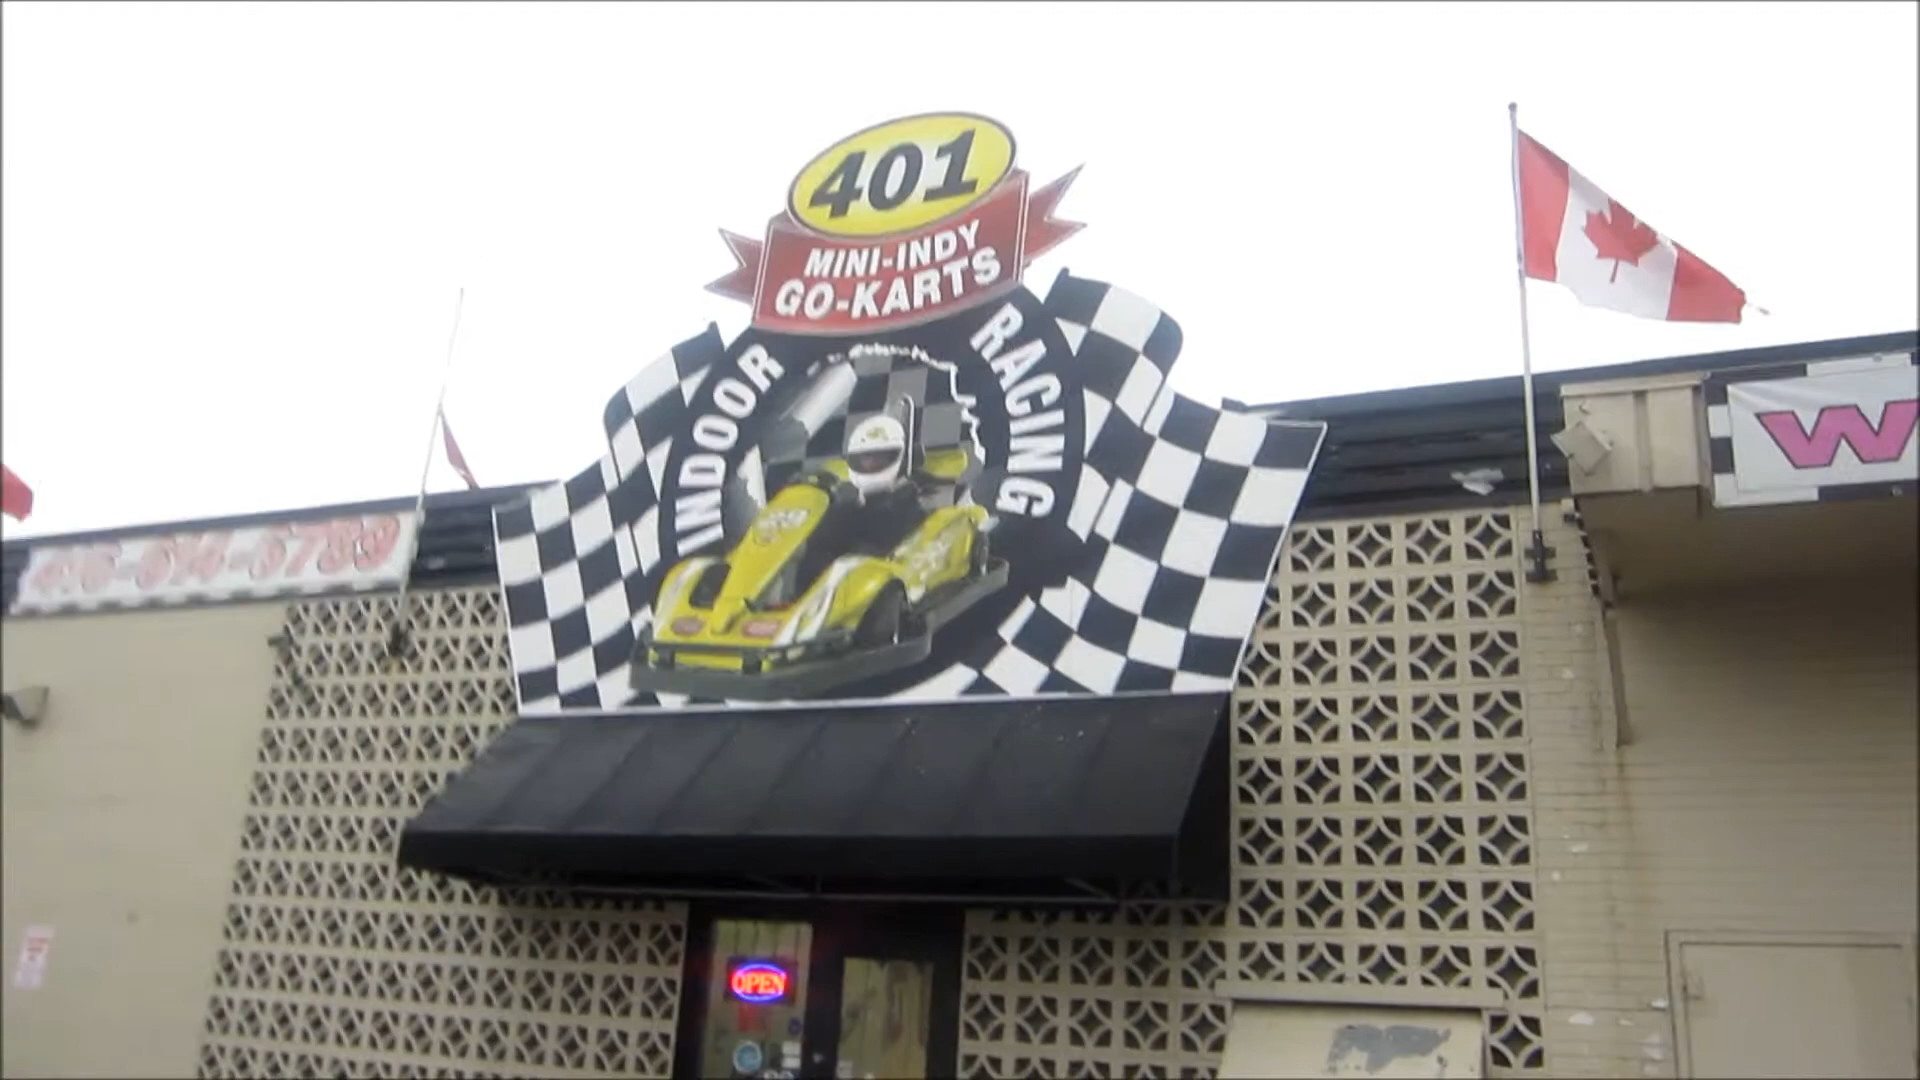 401
MINI-INDY
GO-KARTS
INDOOR RACING
W
OPEN